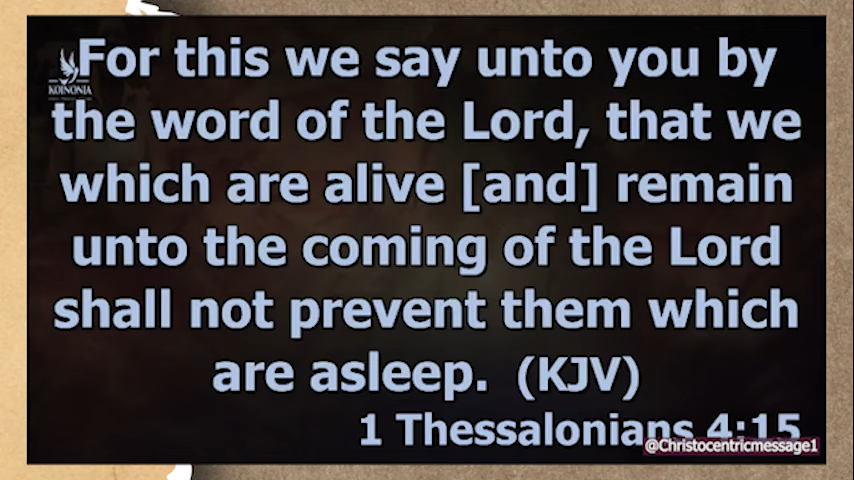 For this we say unto you by
KOINONIA
the word of the Lord, that we
which are alive [and] remain
unto the coming of the Lord
shall not prevent them which
are asleep. (KJV)
1 Thessalonians 4:15
@Christocentricmessage1